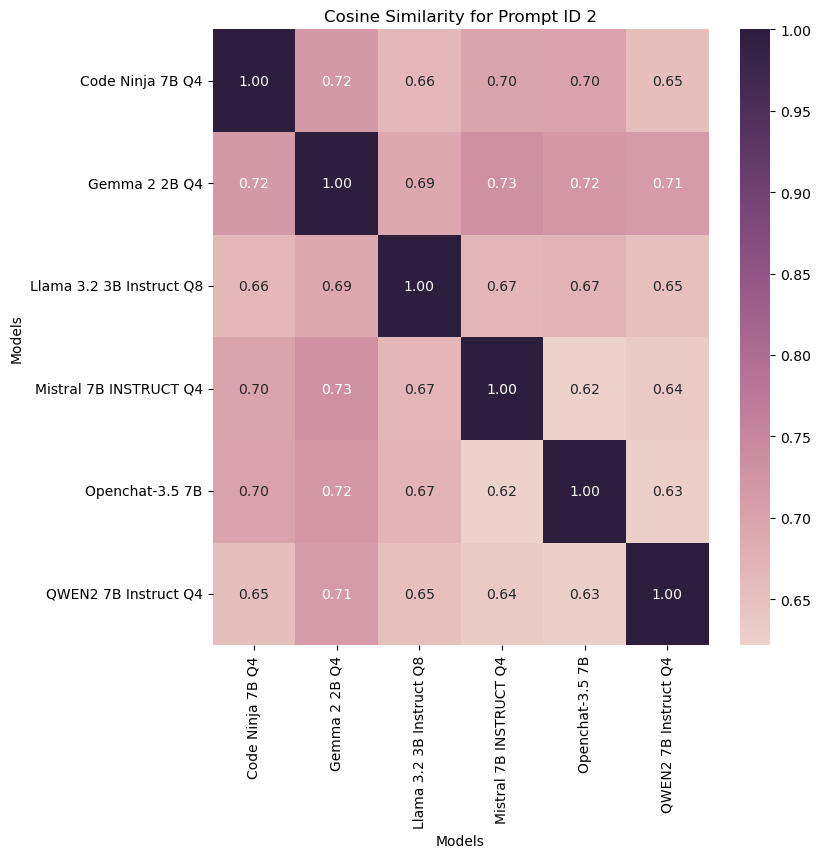 Cosine Similarity for Prompt ID 2
1.00
Code Ninja 7B Q4 1.00 0.72 0.66 0.70 0.70 0.65
0.95
Gemma 2 2B Q4 0.72 1.00 0.69 0.73 0.72 0.71
0.90
Llama 3.2 3B Instruct Q8 0.66 0.69 1.00 0.67 0.67 0.65
0.85
Models
Mistral 7B INSTRUCT Q4 0.70 0.73 0.67 1.00 0.62 0.64
0.80
0.75
Openchat-3.5 7B 0.70 0.72 0.67 0.62 1.00 0.63
0.70
QWEN2 7B Instruct Q4 0.65 0.71 0.65 0.64 0.63 1.00
0.65
Code Ninja 7B Q4
Gemma 2 2B Q4
Llama 3.2 3B Instruct Q8
Mistral 7B INSTRUCT Q4
Openchat-3.5 7B
QWEN2 7B Instruct Q4
Models